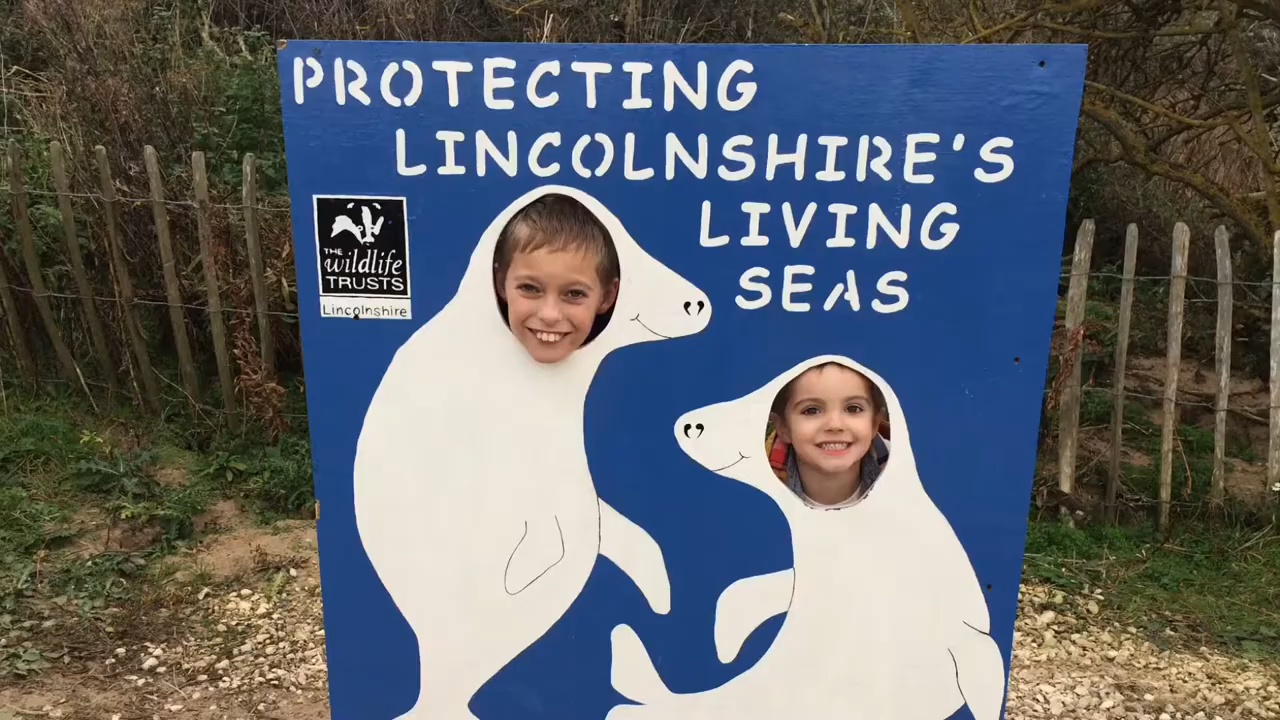 PROTECTING
LINCOLNSHIRE'S
LIVING
SEAS
THE
wildlife
TRUSTS
Lincolnshire